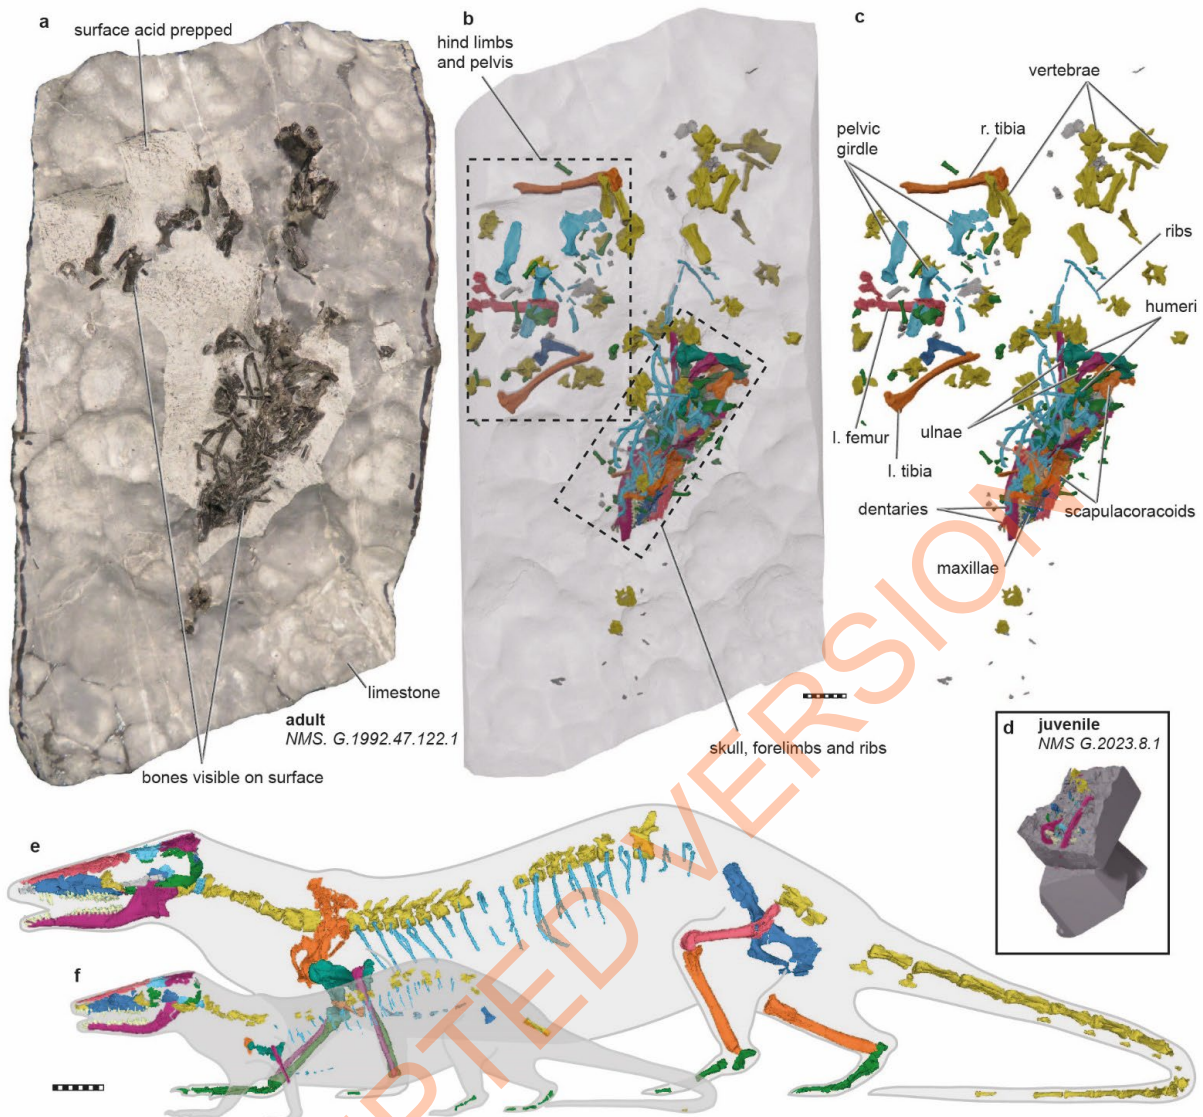 a
surface acid prepped
b
hind limbs
and pelvis
c
vertebrae
pelvic
girdle
r. tibia
ribs
humeri
l. femur
ulnae
l. tibia
dentaries
scapulacoracoids
maxillae
limestone
adult
NMS. G.1992.47.122.1
bones visible on surface
skull, forelimbs and ribs
d
juvenile
NMS G.2023.8.1
e
f
PTED VERSION